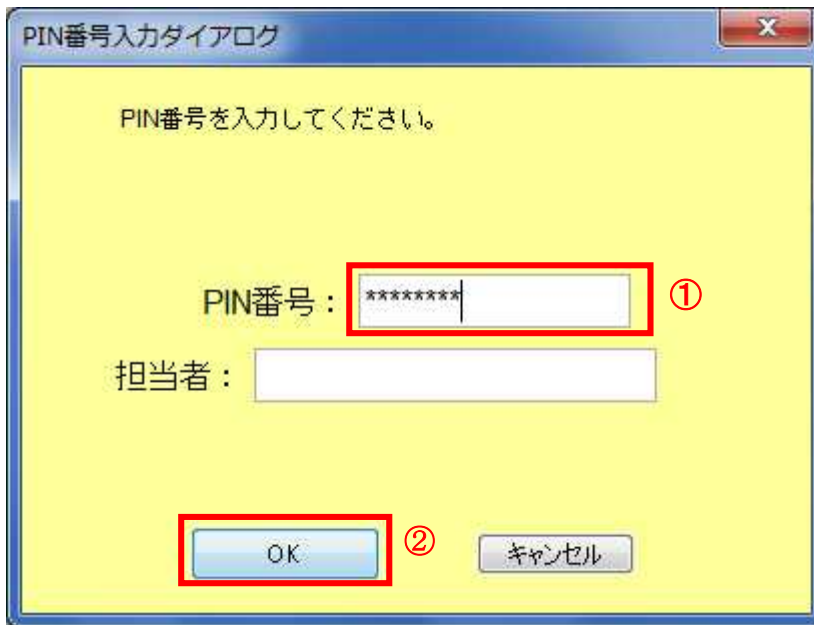 PIN番号入力ダイアログ
PIN番号を入力してください。
PIN番号： ******** ①
担当者：
OK ② キャンセル